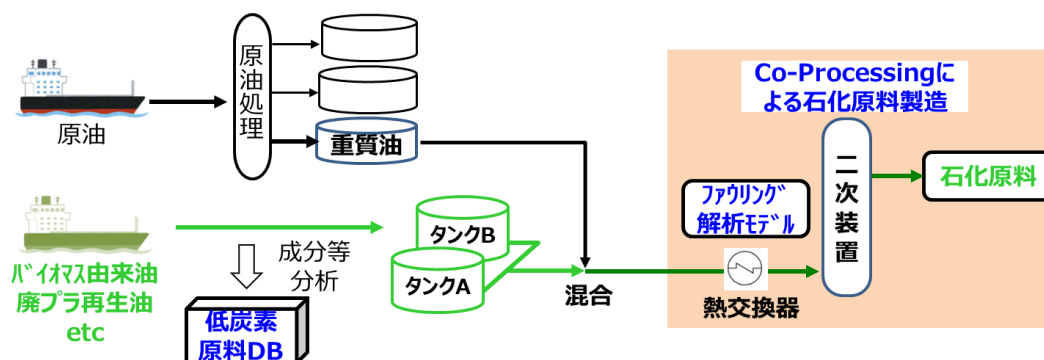 原油
原油処理
重質油
バイオマス由来油
廃プラ再生油
etc
成分等
分析
低炭素
原料DB
タンクB
タンクA
混合
Co-Processingに
よる石化原料製造
ファウリング
解析モデル
熱交換器
二次装置
石化原料